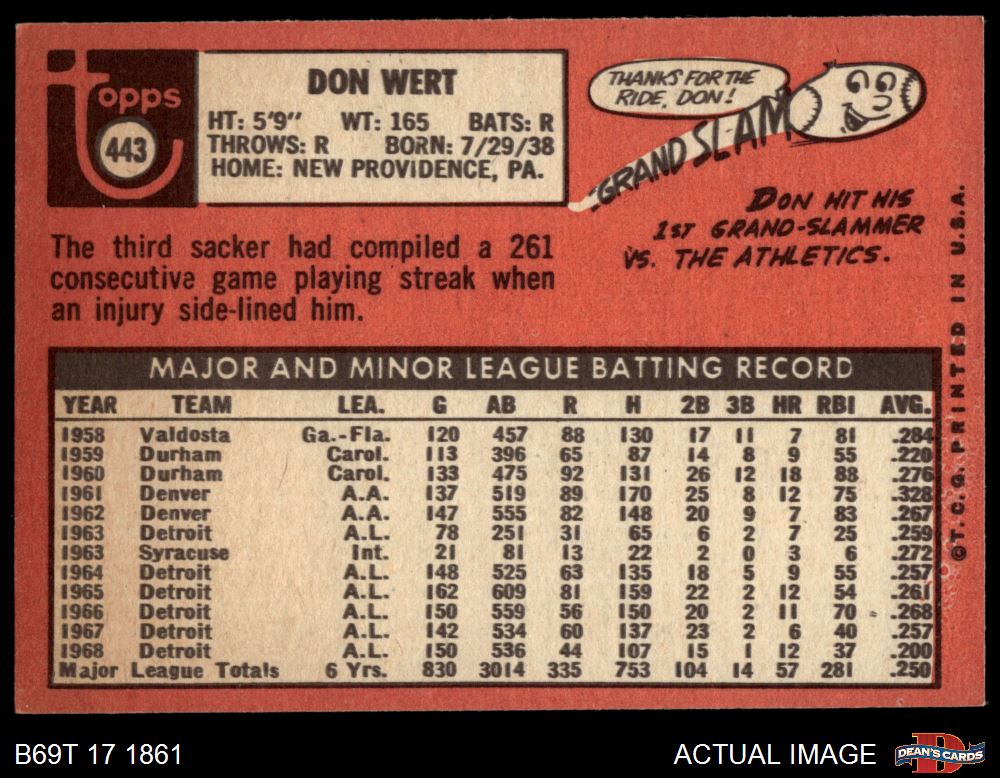 Topps
443
DON WERT
HT: 5'9" WT: 165 BATS: R
THROWS: R BORN: 7/29/38
HOME: NEW PROVIDENCE, PA.
THANKS FOR THE
RIDE, DON!
GRAND SLAM
DON HIT HIS
1ST GRAND-SLAMMER
VS. THE ATHLETICS.
The third sacker had compiled a 261
consecutive game playing streak when
an injury side-lined him.
MAJOR AND MINOR LEAGUE BATTING RECORD
YEAR TEAM LEA. G AB R H 2B 3B HR RBI AVG.
1958 Valdosta Ga.-Fla. 120 457 88 130 17 11 7 81 .284
1959 Durham Carol. 113 396 65 87 14 8 9 55 .220
1960 Durham Carol. 133 475 92 131 26 12 18 88 .276
1961 Denver A.A. 137 519 89 170 25 8 12 75 .328
1962 Denver A.A. 147 555 82 148 20 9 7 83 .267
1963 Detroit A.L. 78 251 31 65 6 2 7 25 .259
1963 Syracuse Int. 21 81 13 22 2 0 3 6 .272
1964 Detroit A.L. 148 525 63 135 18 5 9 55 .257
1965 Detroit A.L. 162 609 81 159 22 2 12 54 .261
1966 Detroit A.L. 150 559 56 150 20 2 11 70 .268
1967 Detroit A.L. 142 534 60 137 23 2 6 40 .257
1968 Detroit A.L. 150 536 44 107 15 1 12 37 .200
Major League Totals 6 Yrs. 830 3014 335 753 104 14 57 281 .250
©T.C.G. PRINTED IN U.S.A.
B69T 17 1861
ACTUAL IMAGE
DEAN'S CARDS